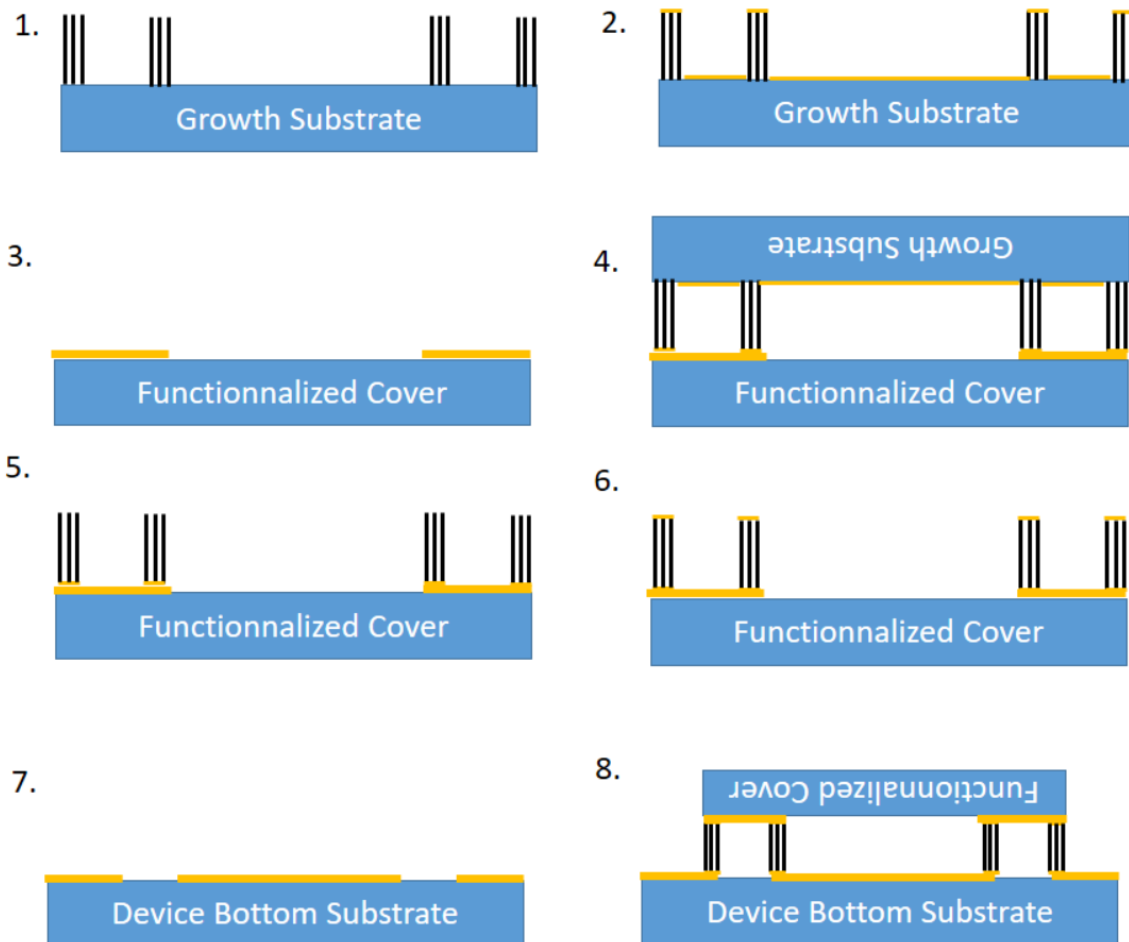 1.
Growth Substrate
2.
Growth Substrate
3.
Functionnalized Cover
4.
Growth Substrate
Functionnalized Cover
5.
Functionnalized Cover
6.
Functionnalized Cover
7.
Device Bottom Substrate
8.
Functionnalized Cover
Device Bottom Substrate